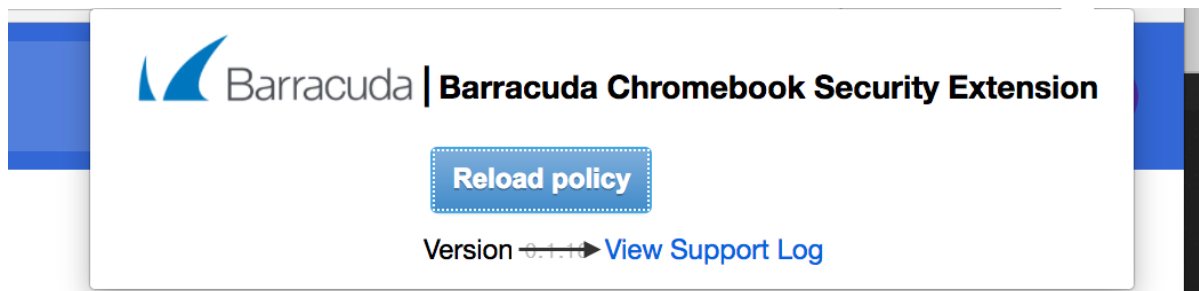 Barracuda | Barracuda Chromebook Security Extension
Reload policy
Version View Support Log